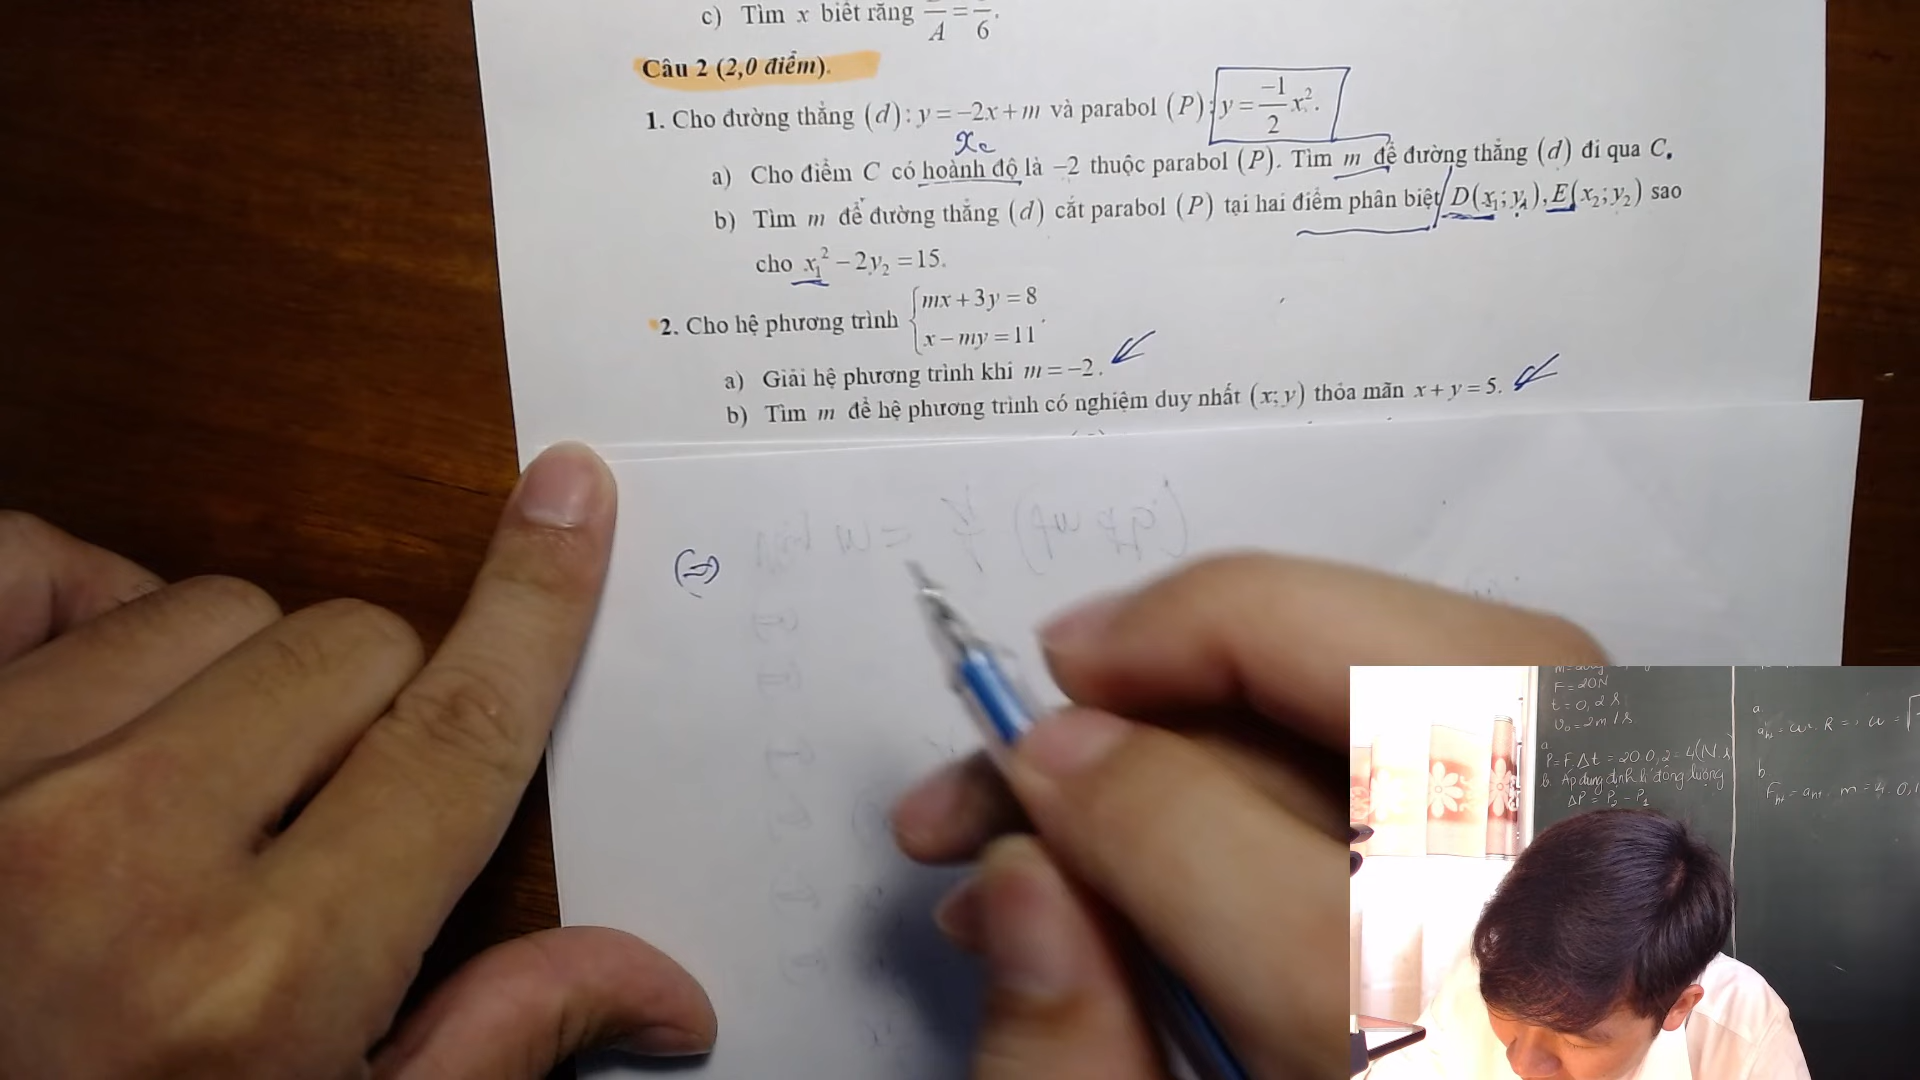 c) Tìm x biết rằng /A = /6.
Câu 2 (2,0 điểm).
1. Cho đường thẳng (d): y = −2x + m và parabol (P): y = −1/2 x².
x_c
a) Cho điểm C có hoành độ là −2 thuộc parabol (P). Tìm m để đường thẳng (d) đi qua C.
b) Tìm m để đường thẳng (d) cắt parabol (P) tại hai điểm phân biệt D(x₁; y₁), E(x₂; y₂) sao
cho x₁² − 2y₂ = 15.
2. Cho hệ phương trình { mx + 3y = 8
x − my = 11 .
a) Giải hệ phương trình khi m = −2.
b) Tìm m để hệ phương trình có nghiệm duy nhất (x; y) thỏa mãn x + y = 5.
F = 20N
t = 0,2 s
v₀ = 2m/s
a
P = F.Δt = 20.0,2 = 4(N.s)
b. Áp dụng định lí động lượng
ΔP = P₂ − P₁
a
b